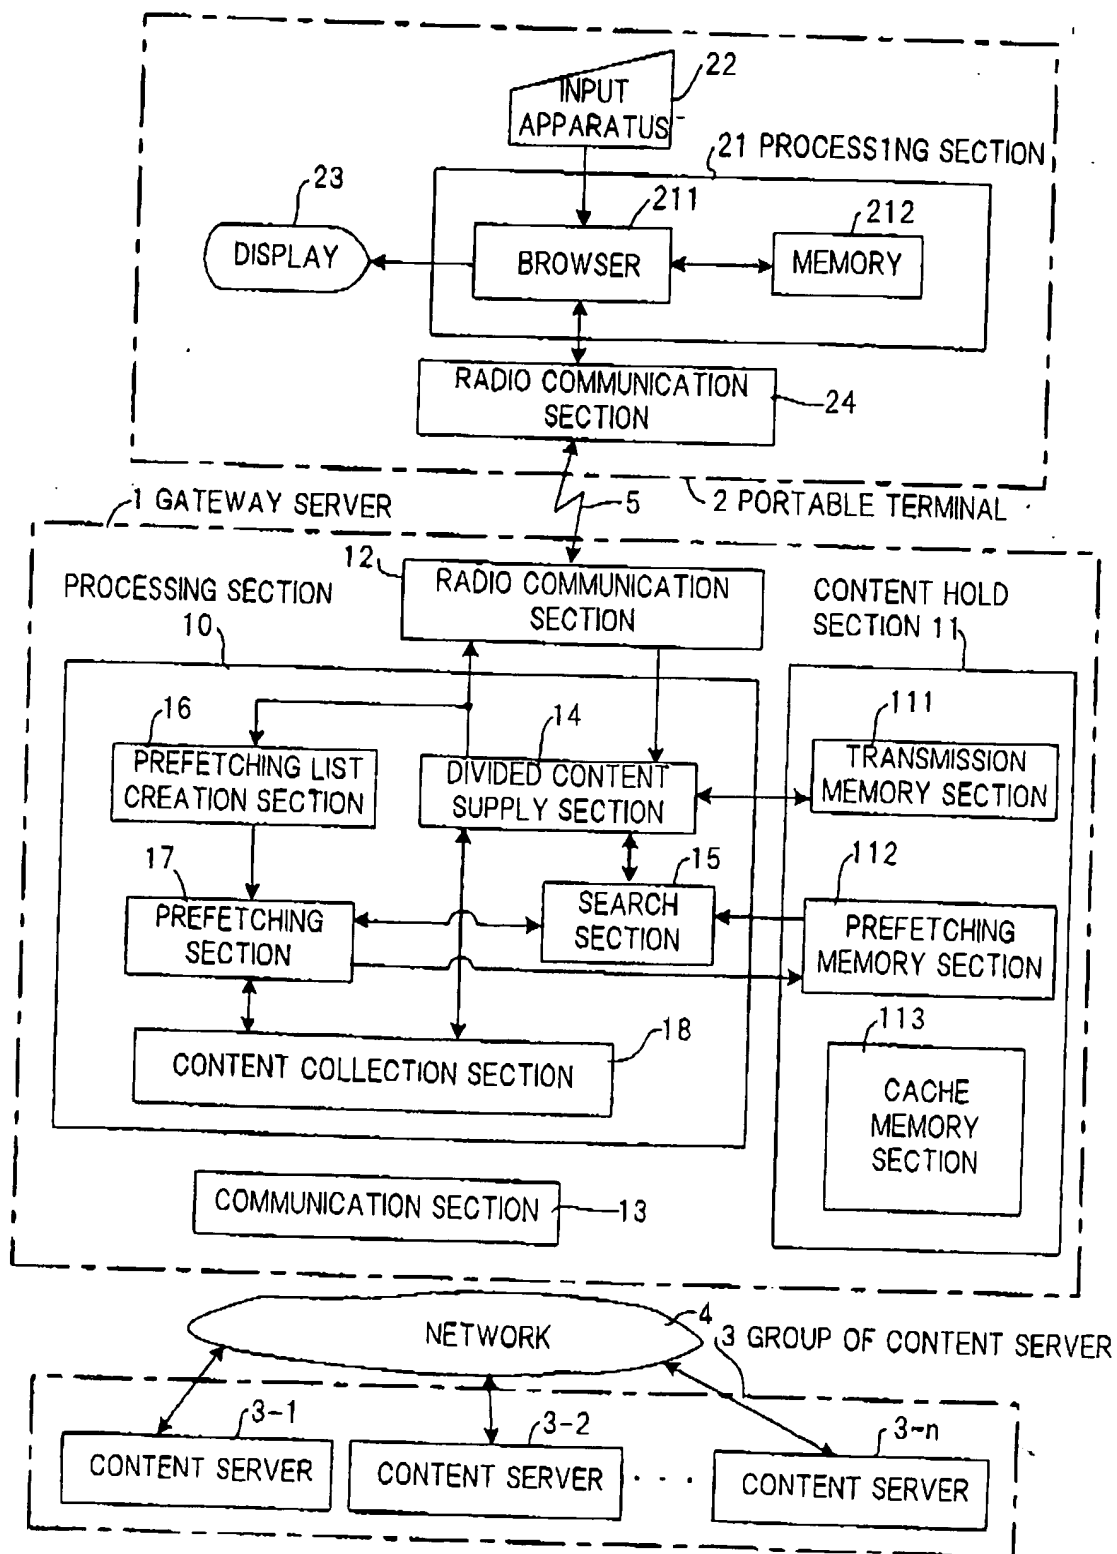 22
INPUT
APPARATUS
21 PROCESS1NG SECTION
23
211
212
DISPLAY
BROWSER
MEMORY
RADIO COMMUNICATION
SECTION
24
5
2 PORTABLE TERMINAL
1 GATEWAY SERVER
12
RADIO COMMUNICATION
SECTION
PROCESSING SECTION
10
CONTENT HOLD
SECTION 11
16
14
111
PREFETCHING LIST
CREATION SECTION
DIVIDED CONTENT
SUPPLY SECTION
TRANSMISSION
MEMORY SECTION
17
15
112
PREFETCHING
SECTION
SEARCH
SECTION
PREFETCHING
MEMORY SECTION
18
CONTENT COLLECTION SECTION
113
CACHE
MEMORY
SECTION
COMMUNICATION SECTION
13
NETWORK
4
3 GROUP OF CONTENT SERVER
3-1
3-2
3-n
CONTENT SERVER
CONTENT SERVER
. . .
CONTENT SERVER